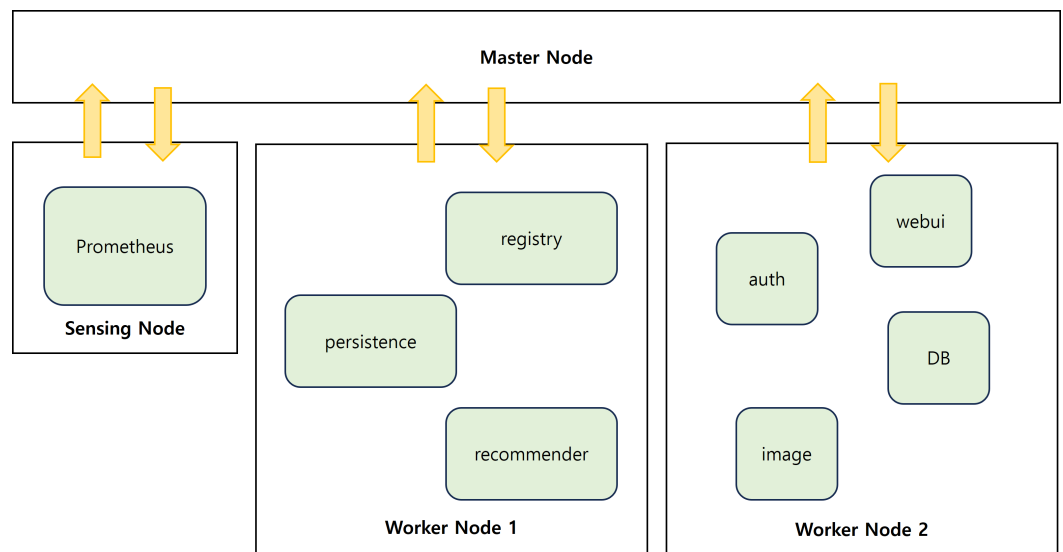 Master Node
Prometheus
Sensing Node
registry
persistence
recommender
Worker Node 1
webui
auth
DB
image
Worker Node 2